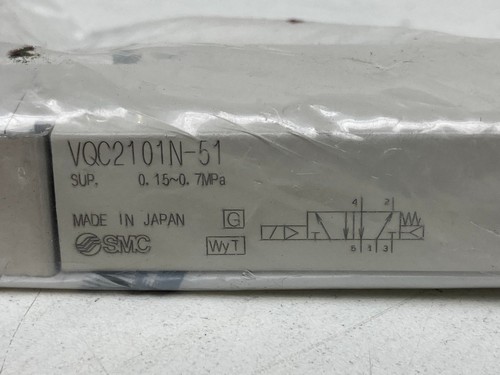 VQC2101N-51
SUP. 0.15~0.7MPa
4 2
MADE IN JAPAN G
SMC WyT
5 1 3